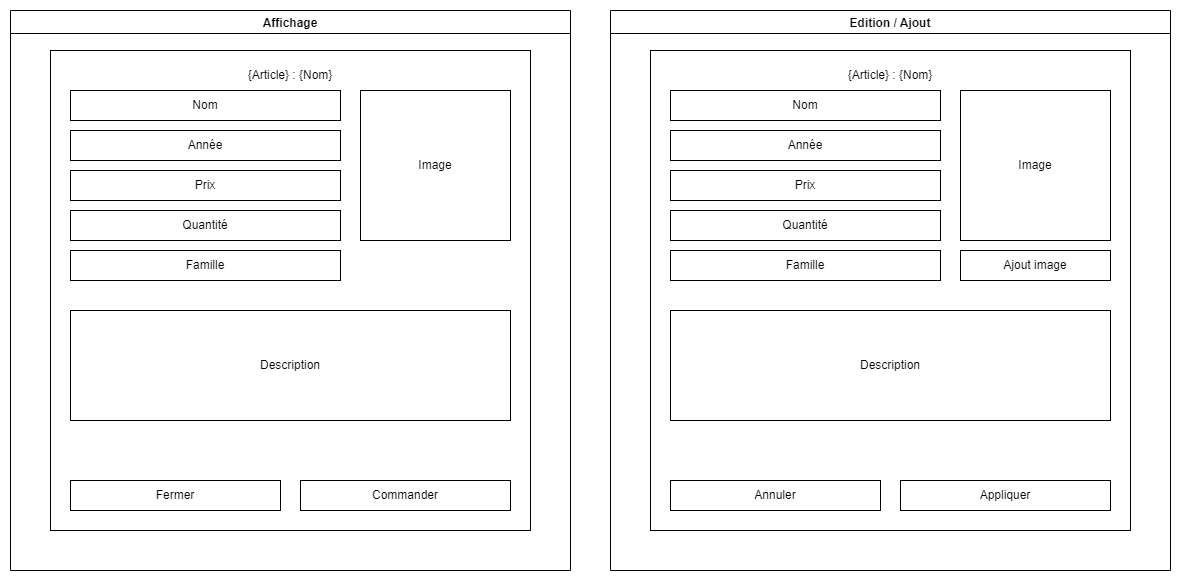 Affichage
{Article} : {Nom}
Nom
Année
Prix
Quantité
Famille
Image
Description
Fermer
Commander
Edition / Ajout
{Article} : {Nom}
Nom
Année
Prix
Quantité
Famille
Image
Ajout image
Description
Annuler
Appliquer